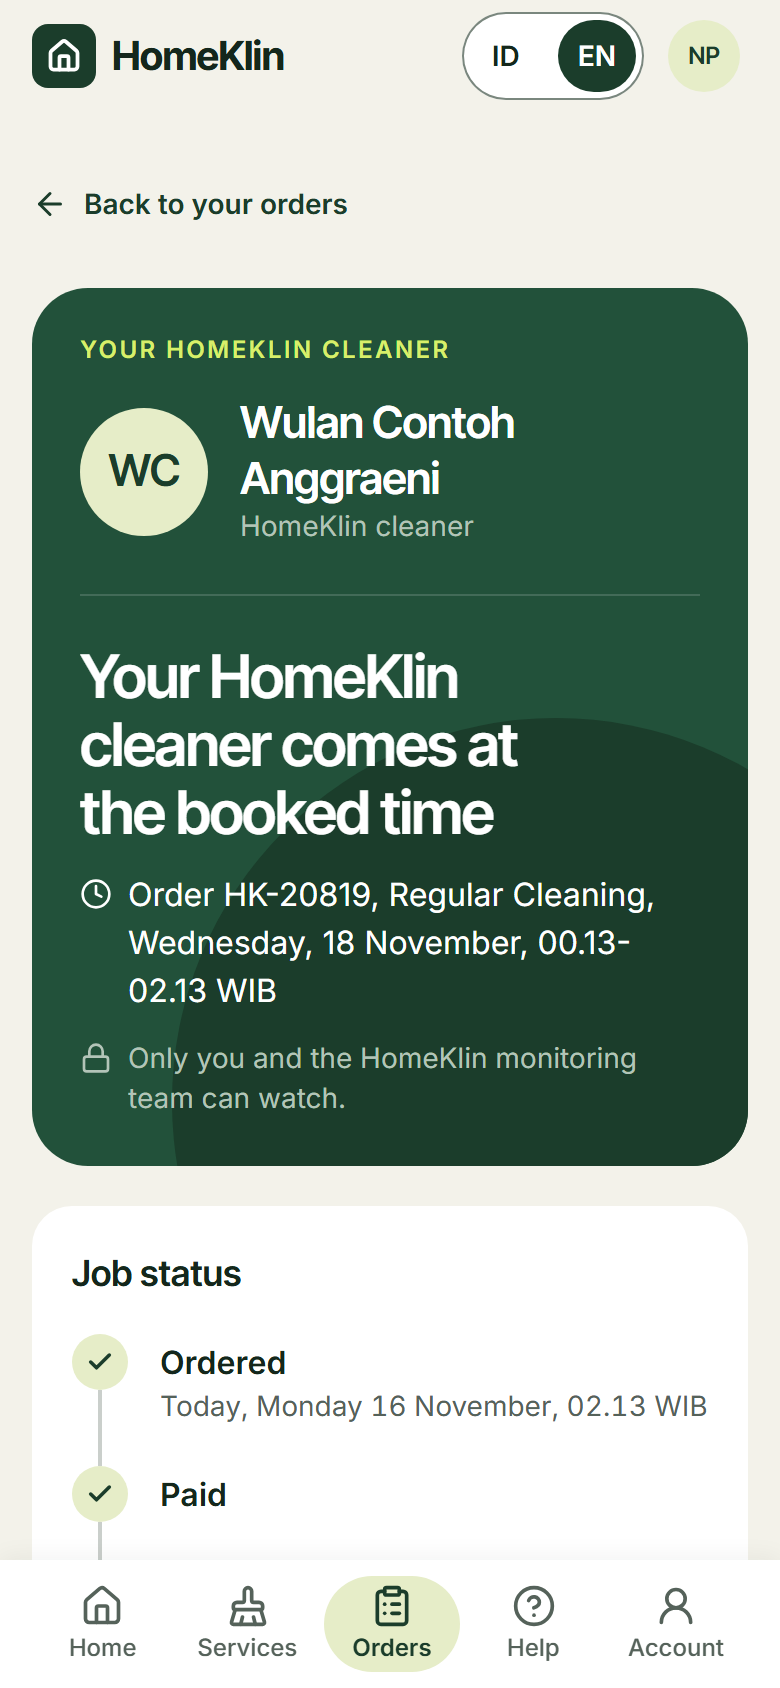 HomeKlin
ID EN NP
Back to your orders
YOUR HOMEKLIN CLEANER
WC
Wulan Contoh
Anggraeni
HomeKlin cleaner
Your HomeKlin
cleaner comes at
the booked time
Order HK-20819, Regular Cleaning,
Wednesday, 18 November, 00.13-
02.13 WIB
Only you and the HomeKlin monitoring
team can watch.
Job status
Ordered
Today, Monday 16 November, 02.13 WIB
Paid
Home Services Orders Help Account